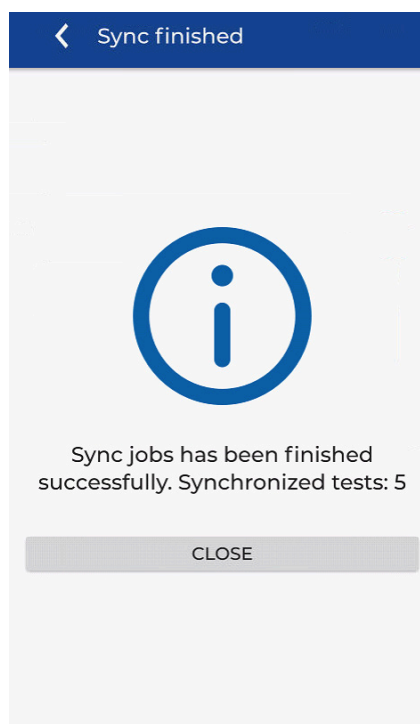 Sync finished
Sync jobs has been finished
successfully. Synchronized tests: 5
CLOSE